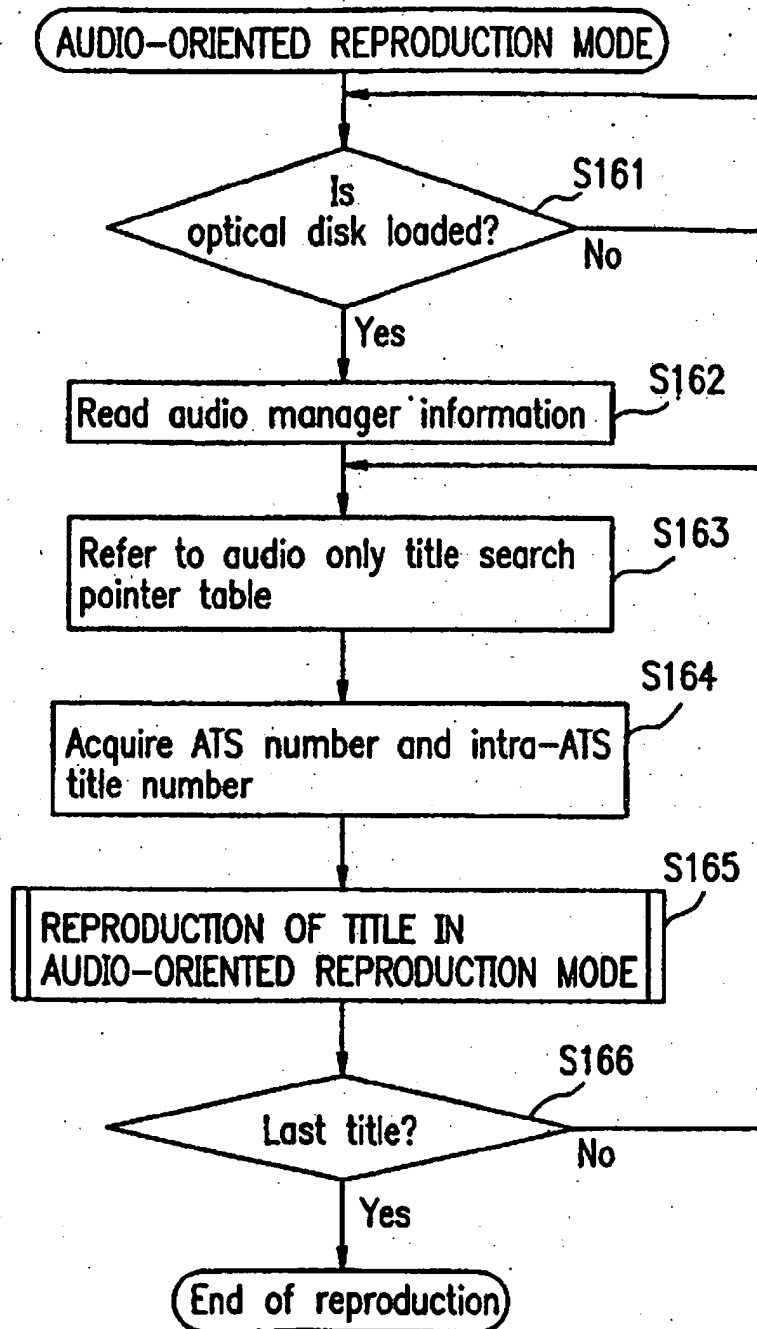 AUDIO-ORIENTED REPRODUCTION MODE
S161
Is
optical disk loaded?
No
Yes
S162
Read audio manager information
S163
Refer to audio only title search
pointer table
S164
Acquire ATS number and intra-ATS
title number
S165
REPRODUCTION OF TITLE IN
AUDIO-ORIENTED REPRODUCTION MODE
S166
Last title?
No
Yes
End of reproduction